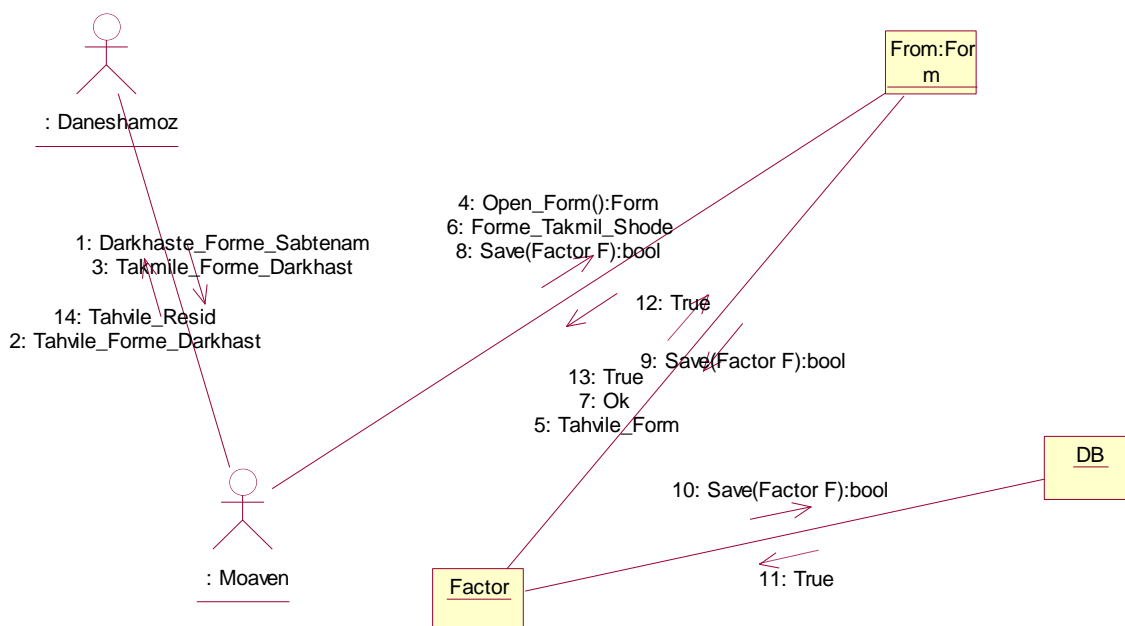 : Daneshamoz
From:For
m
4: Open_Form():Form
6: Forme_Takmil_Shode
8: Save(Factor F):bool
1: Darkhaste_Forme_Sabtenam
3: Takmile_Forme_Darkhast
14: Tahvile_Resid
2: Tahvile_Forme_Darkhast
12: True
9: Save(Factor F):bool
13: True
7: Ok
5: Tahvile_Form
DB
10: Save(Factor F):bool
11: True
: Moaven
Factor